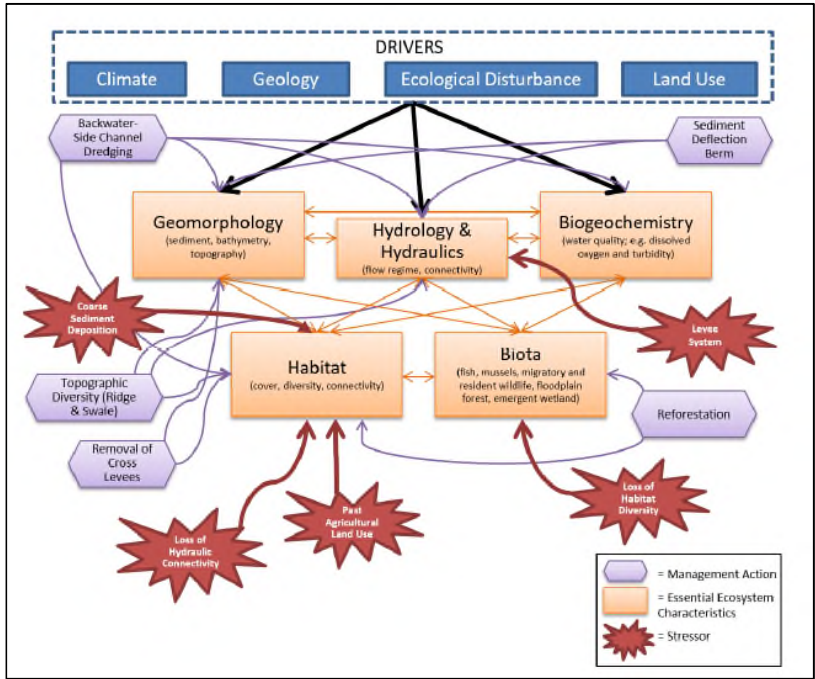 DRIVERS
Climate
Geology
Ecological Disturbance
Land Use
Backwater-
Side Channel
Dredging
Sediment
Deflection
Berm
Geomorphology
(sediment, bathymetry,
topography)
Hydrology &
Hydraulics
(flow regime, connectivity)
Biogeochemistry
(water quality; e.g. dissolved
oxygen and turbidity)
Coarse
Sediment
Deposition
Levee
System
Habitat
(cover, diversity, connectivity)
Biota
(fish, mussels, migratory and
resident wildlife, floodplain
forest, emergent wetland)
Topographic
Diversity (Ridge
& Swale)
Reforestation
Removal of
Cross
Levees
Loss of
Hydraulic
Connectivity
Past
Agricultural
Land Use
Loss of
Habitat
Diversity
= Management Action
= Essential Ecosystem
Characteristics
= Stressor